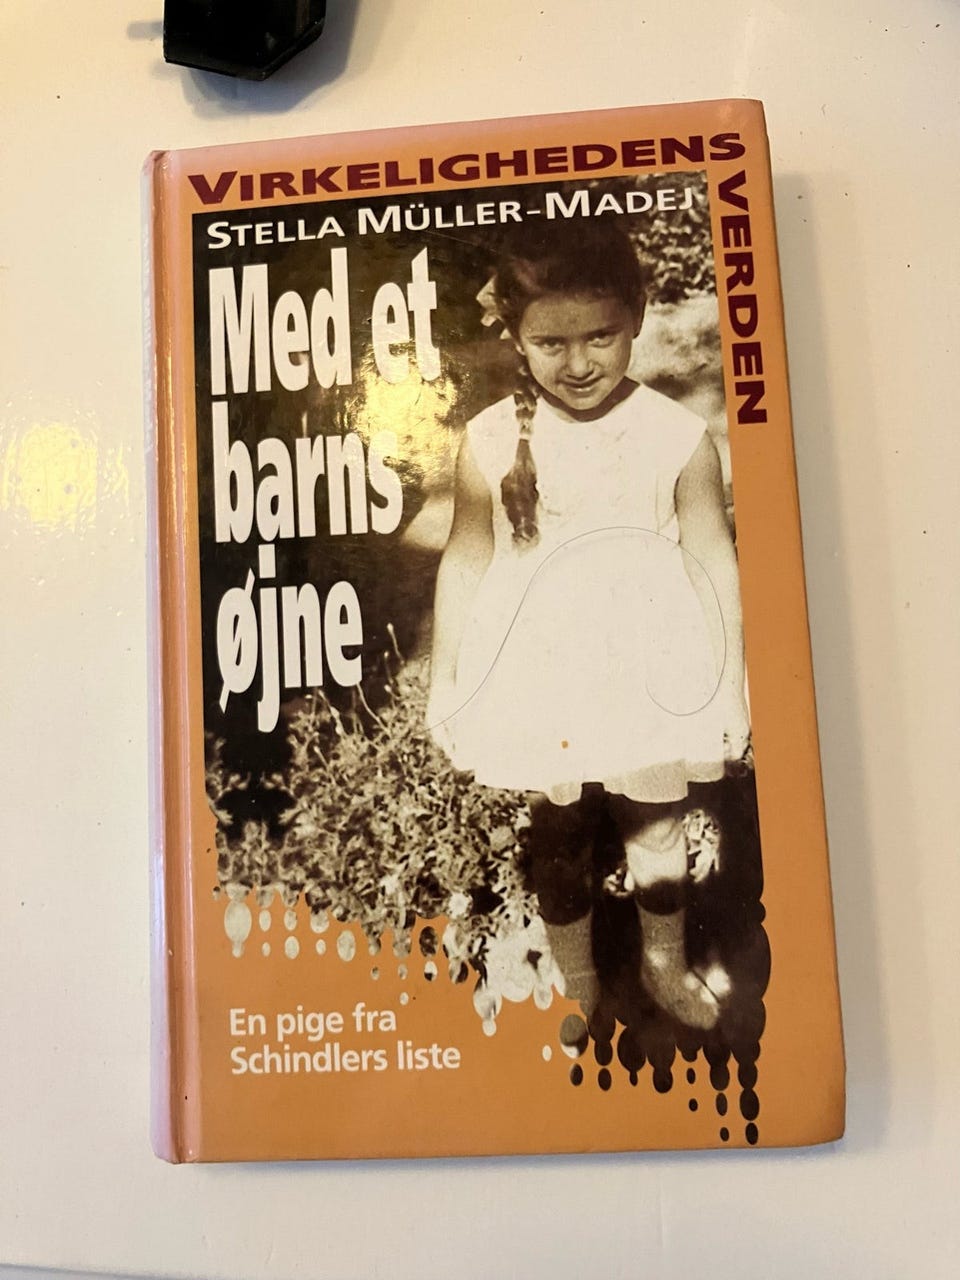 VIRKELIGHEDENS
VERDEN
STELLA MÜLLER-MADEJ
Med et
barns
øjne
En pige fra
Schindlers liste